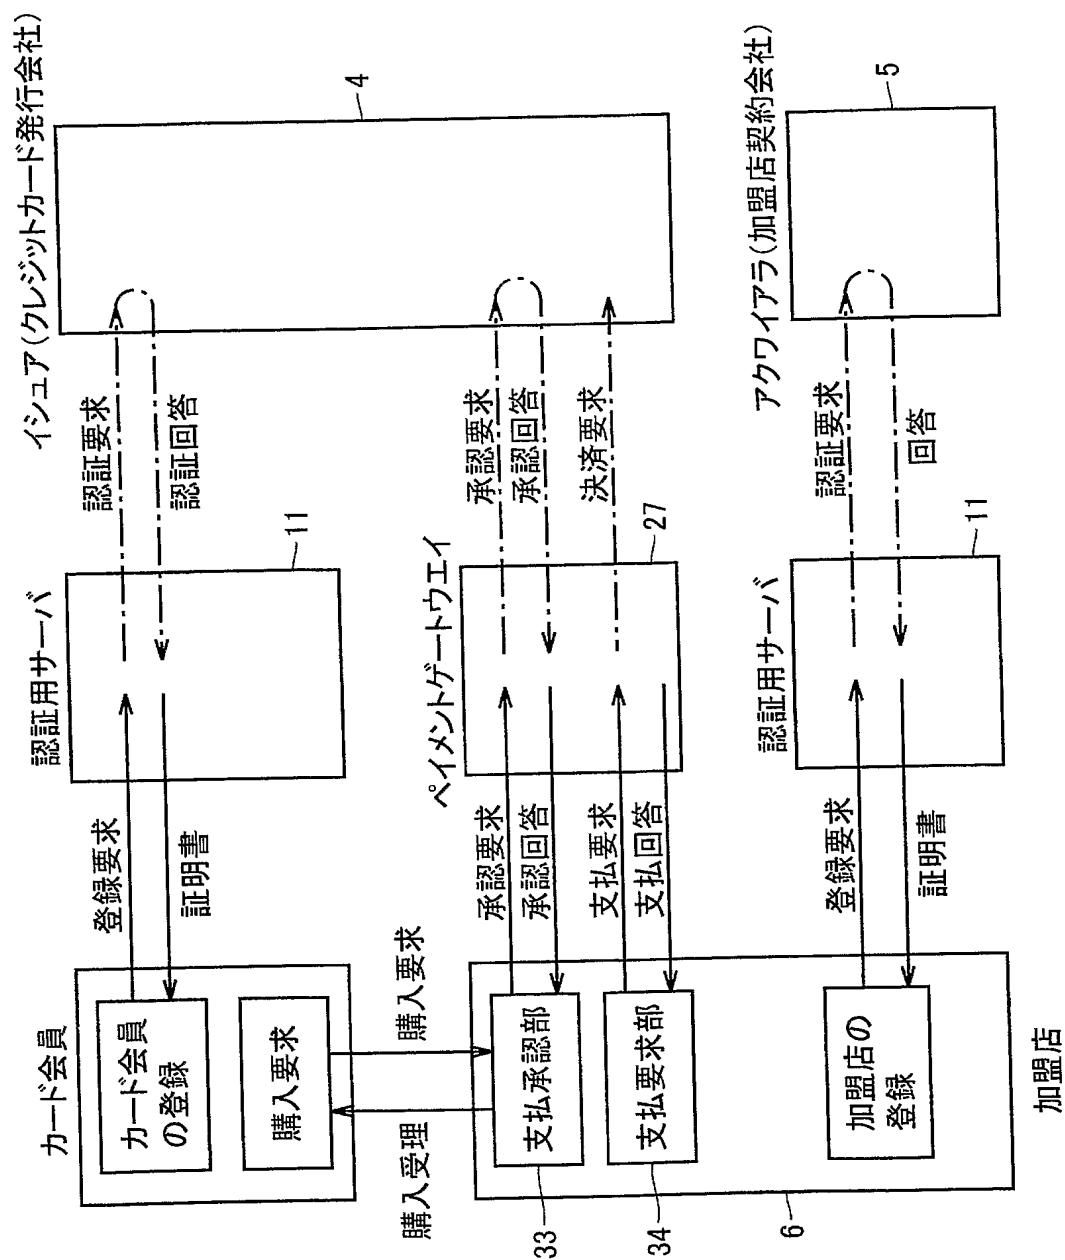 カード会員
カード会員
の登録
購入要求
登録要求
証明書
認証用サーバ
11
認証要求
認証回答
イシュア(クレジットカード発行会社)
4
購入要求
購入受理
支払承認部
33
支払要求部
34
加盟店の
登録
6
加盟店
承認要求
承認回答
支払要求
支払回答
ペイメントゲートウエイ
27
承認要求
承認回答
決済要求
登録要求
証明書
認証用サーバ
11
認証要求
回答
アクワイアラ(加盟店契約会社)
5